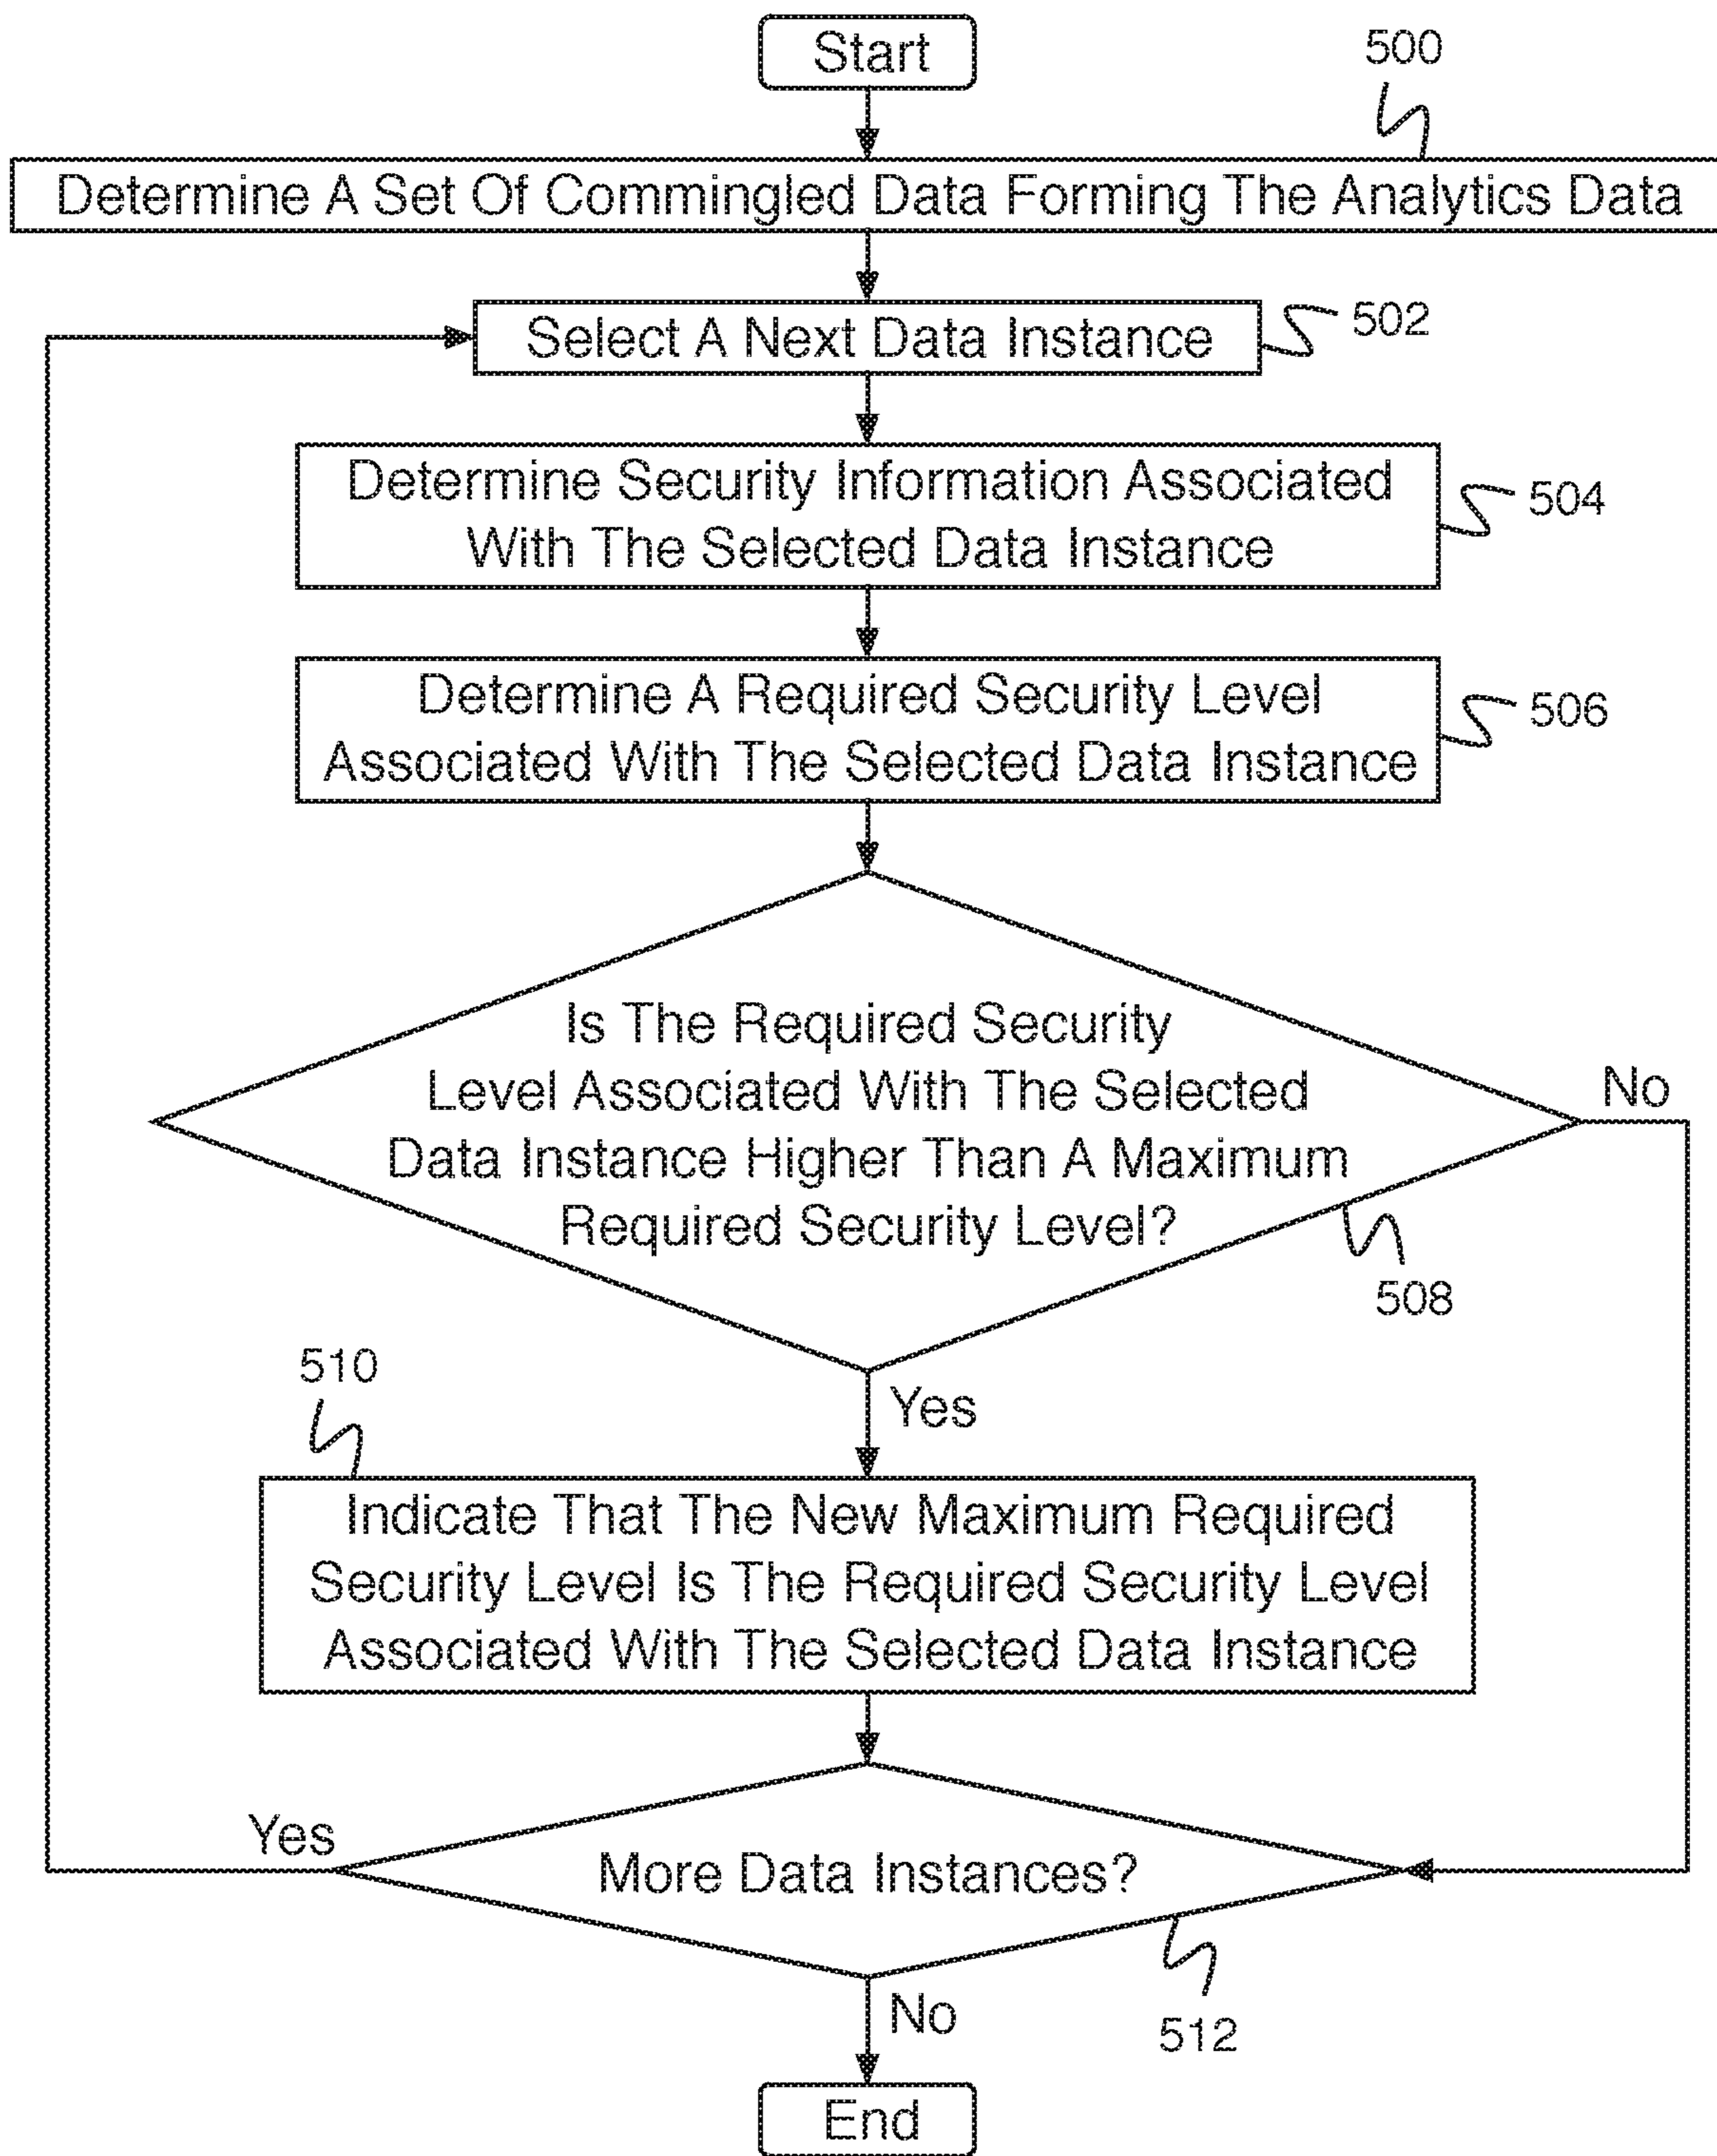 Start
500
Determine A Set Of Commingled Data Forming The Analytics Data
Select A Next Data Instance
502
Determine Security Information Associated
With The Selected Data Instance
504
Determine A Required Security Level
Associated With The Selected Data Instance
506
Is The Required Security
Level Associated With The Selected
Data Instance Higher Than A Maximum
Required Security Level?
No
508
510
Yes
Indicate That The New Maximum Required
Security Level Is The Required Security Level
Associated With The Selected Data Instance
Yes
More Data Instances?
No
512
End